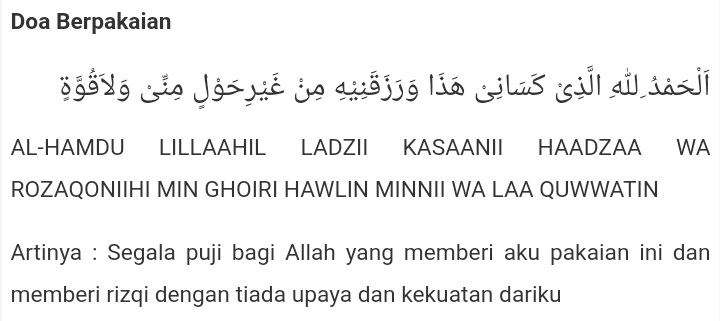 Doa Berpakaian
اَلْحَمْدُ ِللهِ الَّذِىْ كَسَانِى هَذَا وَرَزَقَنِيْهِ مِنْ غَيْرِحَوْلٍ مِنِّى وَلاَقُوَّةٍ
AL-HAMDU LILLAAHIL LADZII KASAANII HAADZAA WA
ROZAQONIIHI MIN GHOIRI HAWLIN MINNII WA LAA QUWWATIN
Artinya : Segala puji bagi Allah yang memberi aku pakaian ini dan
memberi rizqi dengan tiada upaya dan kekuatan dariku